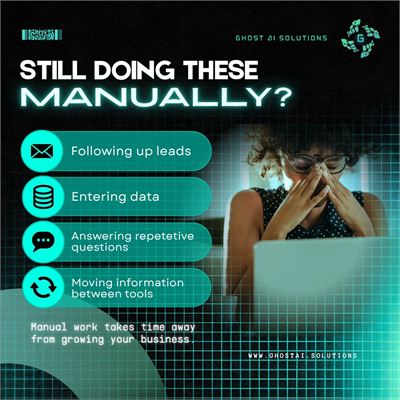 GHOST AI SOLUTIONS
G
STILL DOING THESE
MANUALLY?
Following up leads
Entering data
Answering repetetive
questions
Moving information
between tools
Manual work takes time away
from growing your business.
WWW.GHOSTAI.SOLUTIONS